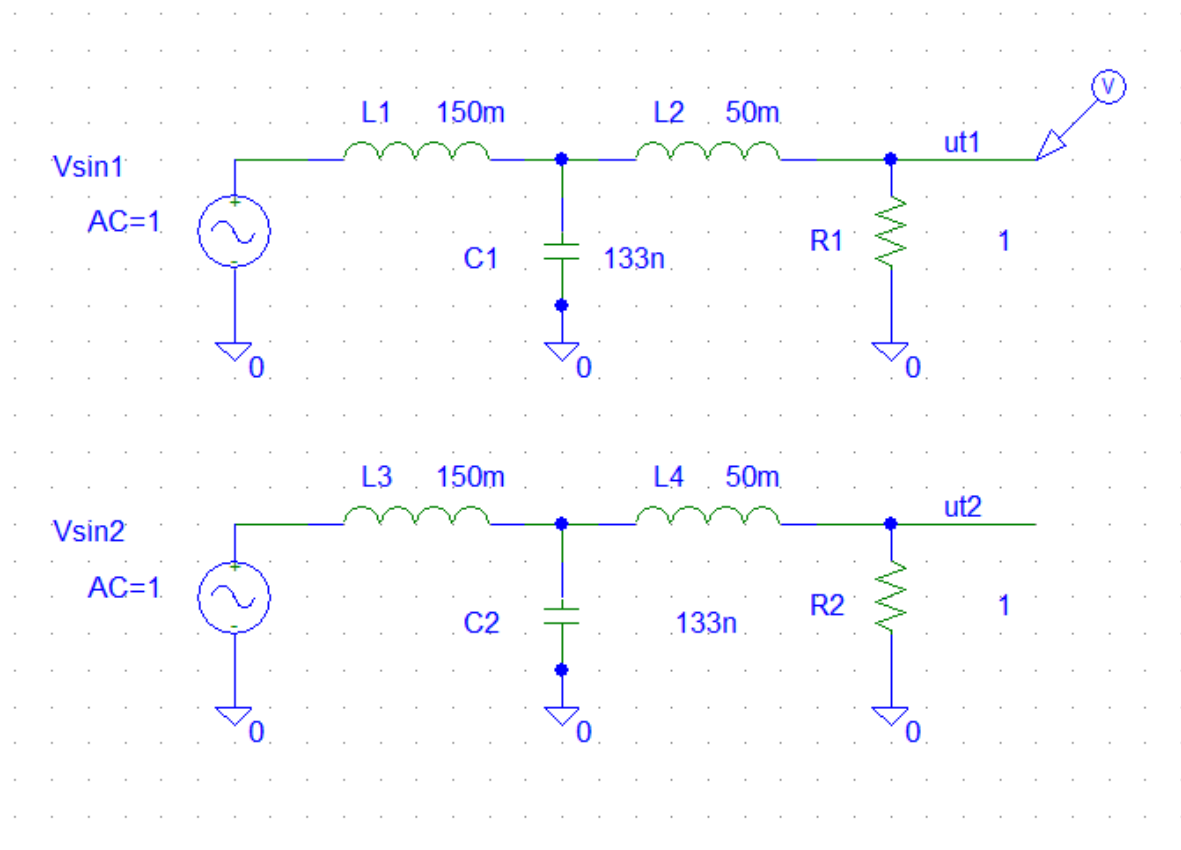 V
L1 150m L2 50m
ut1
Vsin1
AC=1
+
R1 1
C1 133n
-
0 0 0
L3 150m L4 50m
ut2
Vsin2
AC=1
+
R2 1
C2 133n
-
0 0 0